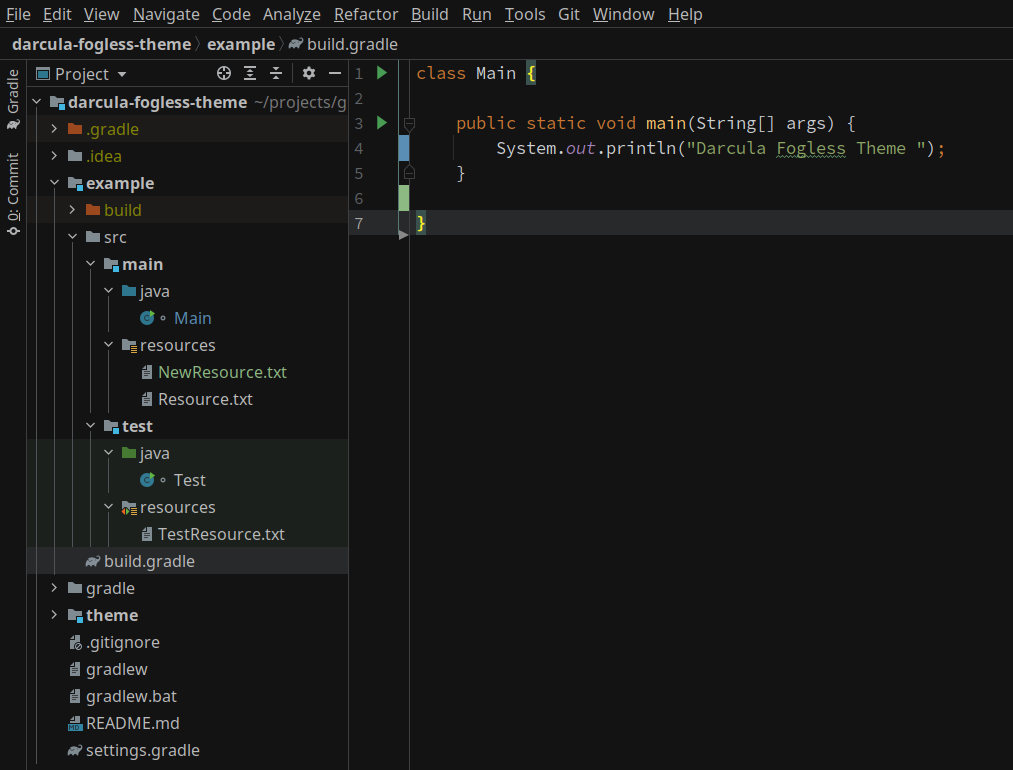 File Edit View Navigate Code Analyze Refactor Build Run Tools Git Window Help
darcula-fogless-theme example build.gradle
Gradle
0: Commit
Project
darcula-fogless-theme ~/projects/g
.gradle
.idea
example
build
src
main
java
Main
resources
NewResource.txt
Resource.txt
test
java
Test
resources
TestResource.txt
build.gradle
gradle
theme
.gitignore
gradlew
gradlew.bat
README.md
settings.gradle
1 class Main {
2
3 public static void main(String[] args) {
4 System.out.println("Darcula Fogless Theme ");
5 }
6
7 }